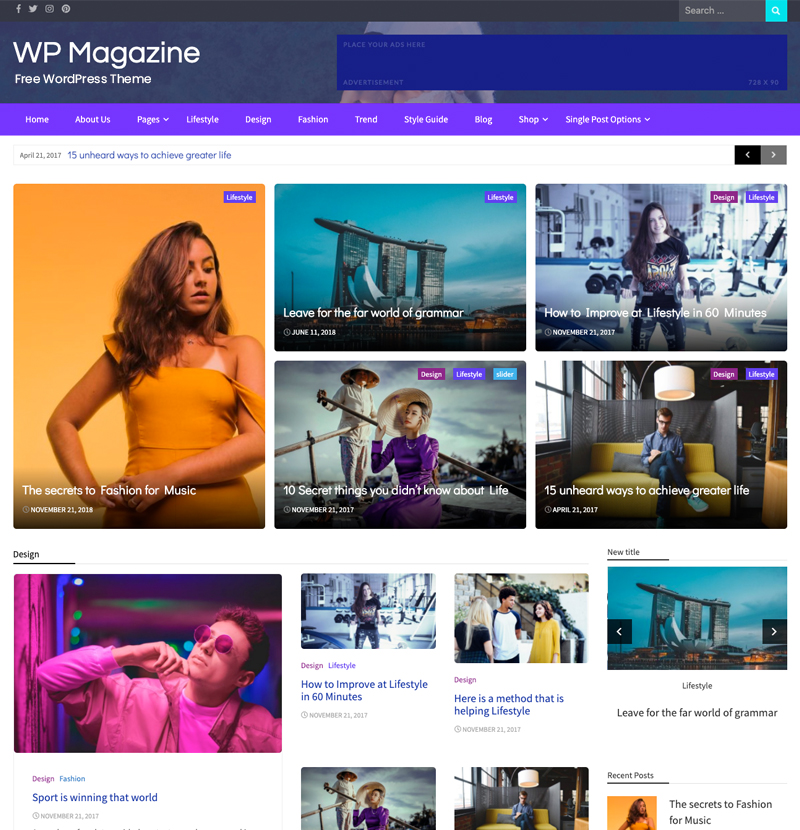 Search ...
WP Magazine
Free WordPress Theme
PLACE YOUR ADS HERE
ADVERTISEMENT 728 X 90
Home About Us Pages Lifestyle Design Fashion Trend Style Guide Blog Shop Single Post Options
April 21, 2017 15 unheard ways to achieve greater life
Lifestyle
The secrets to Fashion for Music
NOVEMBER 21, 2018
Lifestyle
Leave for the far world of grammar
JUNE 11, 2018
Design Lifestyle
How to Improve at Lifestyle in 60 Minutes
NOVEMBER 21, 2017
Design Lifestyle slider
10 Secret things you didn't know about Life
NOVEMBER 21, 2017
Design Lifestyle
15 unheard ways to achieve greater life
APRIL 21, 2017
Design
Design Fashion
Sport is winning that world
NOVEMBER 21, 2017
Design Lifestyle
How to Improve at Lifestyle
in 60 Minutes
NOVEMBER 21, 2017
Design
Here is a method that is
helping Lifestyle
NOVEMBER 21, 2017
New title
Lifestyle
Leave for the far world of grammar
Recent Posts
The secrets to Fashion
for Music